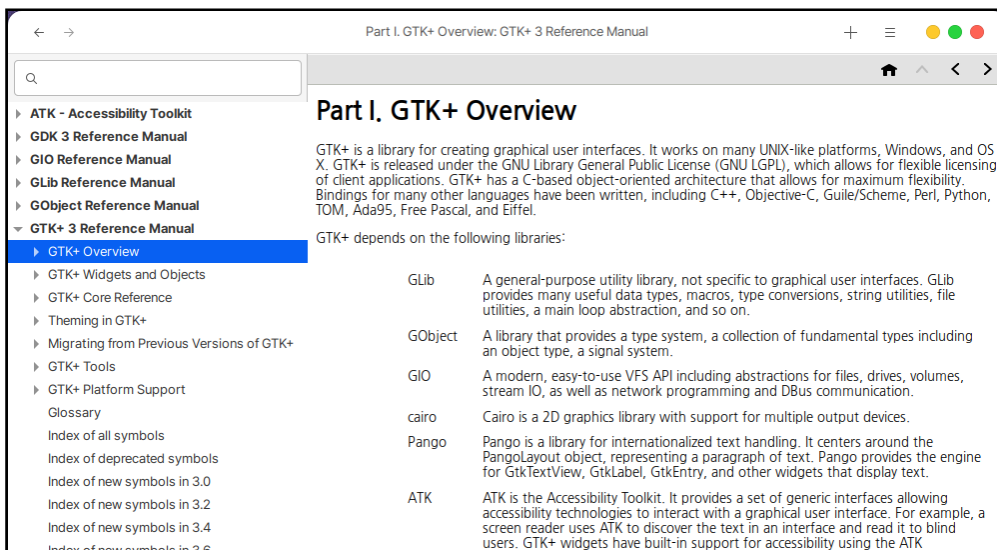 Part I. GTK+ Overview: GTK+ 3 Reference Manual
ATK - Accessibility Toolkit
GDK 3 Reference Manual
GIO Reference Manual
GLib Reference Manual
GObject Reference Manual
GTK+ 3 Reference Manual
GTK+ Overview
GTK+ Widgets and Objects
GTK+ Core Reference
Theming in GTK+
Migrating from Previous Versions of GTK+
GTK+ Tools
GTK+ Platform Support
Glossary
Index of all symbols
Index of deprecated symbols
Index of new symbols in 3.0
Index of new symbols in 3.2
Index of new symbols in 3.4
Index of new symbols in 3.6
Part I. GTK+ Overview
GTK+ is a library for creating graphical user interfaces. It works on many UNIX-like platforms, Windows, and OS
X. GTK+ is released under the GNU Library General Public License (GNU LGPL), which allows for flexible licensing
of client applications. GTK+ has a C-based object-oriented architecture that allows for maximum flexibility.
Bindings for many other languages have been written, including C++, Objective-C, Guile/Scheme, Perl, Python,
TOM, Ada95, Free Pascal, and Eiffel.
GTK+ depends on the following libraries:
GLib A general-purpose utility library, not specific to graphical user interfaces. GLib
provides many useful data types, macros, type conversions, string utilities, file
utilities, a main loop abstraction, and so on.
GObject A library that provides a type system, a collection of fundamental types including
an object type, a signal system.
GIO A modern, easy-to-use VFS API including abstractions for files, drives, volumes,
stream IO, as well as network programming and DBus communication.
cairo Cairo is a 2D graphics library with support for multiple output devices.
Pango Pango is a library for internationalized text handling. It centers around the
PangoLayout object, representing a paragraph of text. Pango provides the engine
for GtkTextView, GtkLabel, GtkEntry, and other widgets that display text.
ATK ATK is the Accessibility Toolkit. It provides a set of generic interfaces allowing
accessibility technologies to interact with a graphical user interface. For example, a
screen reader uses ATK to discover the text in an interface and read it to blind
users. GTK+ widgets have built-in support for accessibility using the ATK